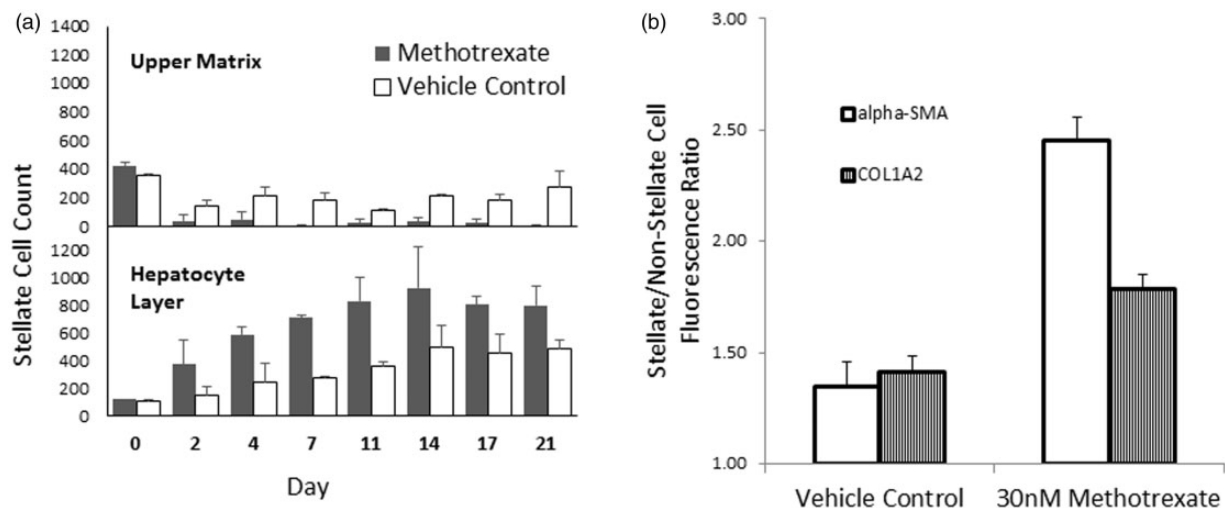 (a)
Stellate Cell Count
1400
1200
1000
800
600
400
200
0
Upper Matrix
Methotrexate
Vehicle Control
1200
1000
800
600
400
200
0
Hepatocyte
Layer
0 2 4 7 11 14 17 21
Day
(b)
Stellate/Non-Stellate Cell
Fluorescence Ratio
3.00
2.50
2.00
1.50
1.00
alpha-SMA
COL1A2
Vehicle Control 30nM Methotrexate